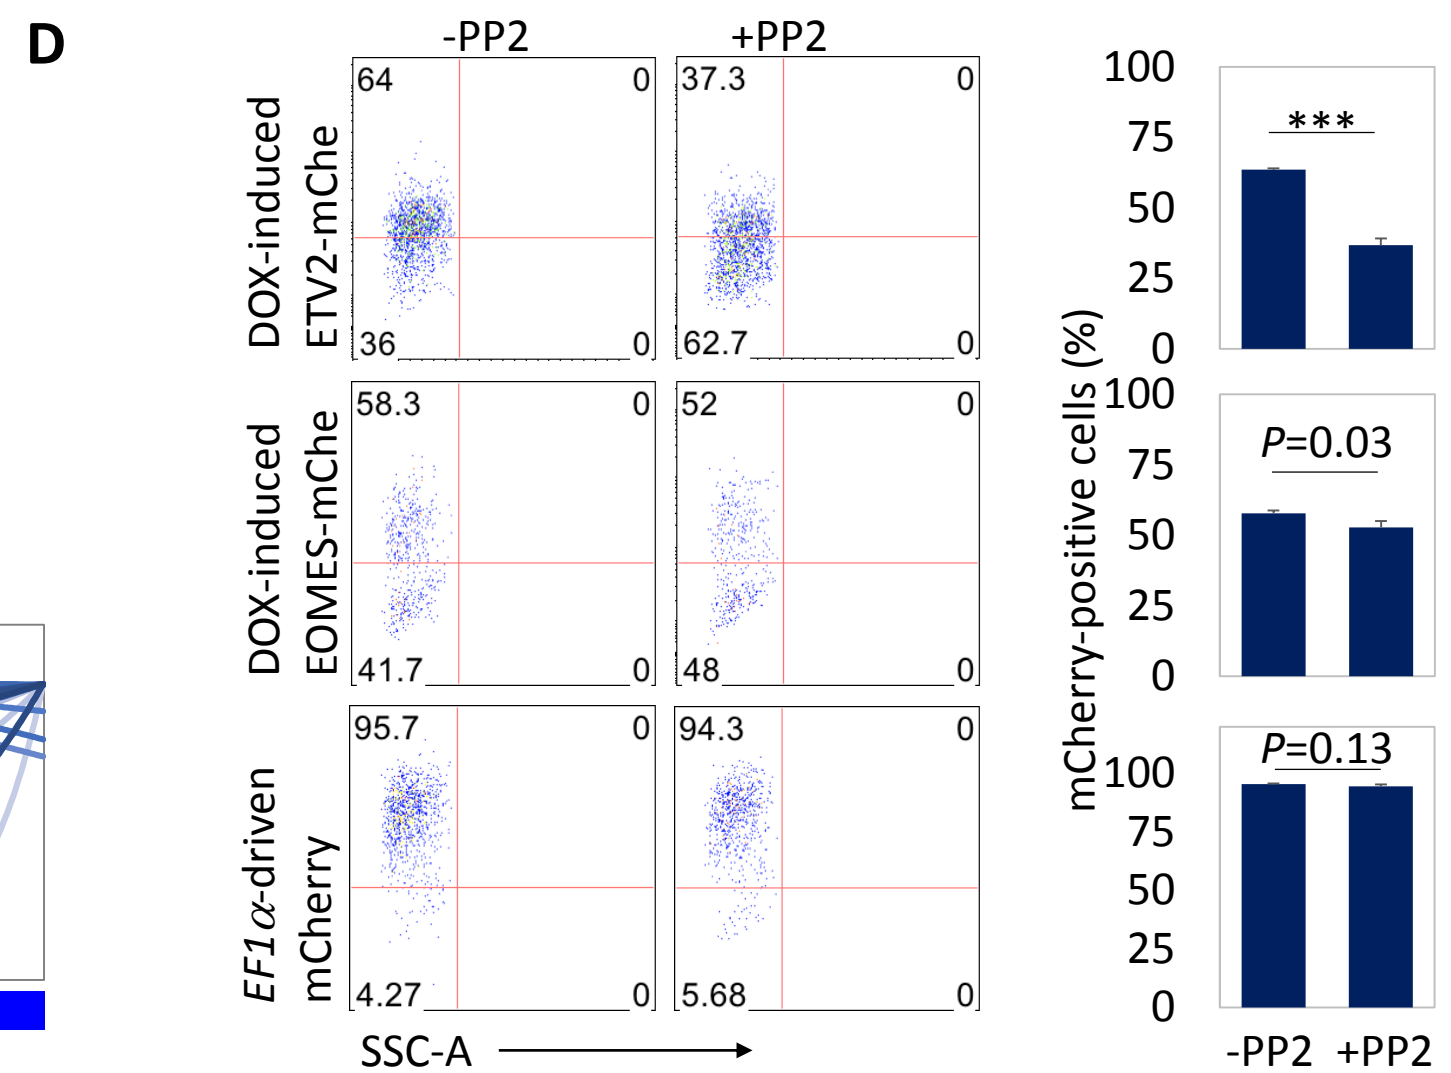 D
-PP2
+PP2
DOX-induced
ETV2-mChe
64
0
36
0
37.3
0
62.7
0
DOX-induced
EOMES-mChe
58.3
0
41.7
0
52
0
48
0
EF1α-driven
mCherry
95.7
0
4.27
0
94.3
0
5.68
0
SSC-A
mCherry-positive cells (%)
100
75
50
25
0
***
100
75
50
25
0
P=0.03
100
75
50
25
0
P=0.13
-PP2
+PP2